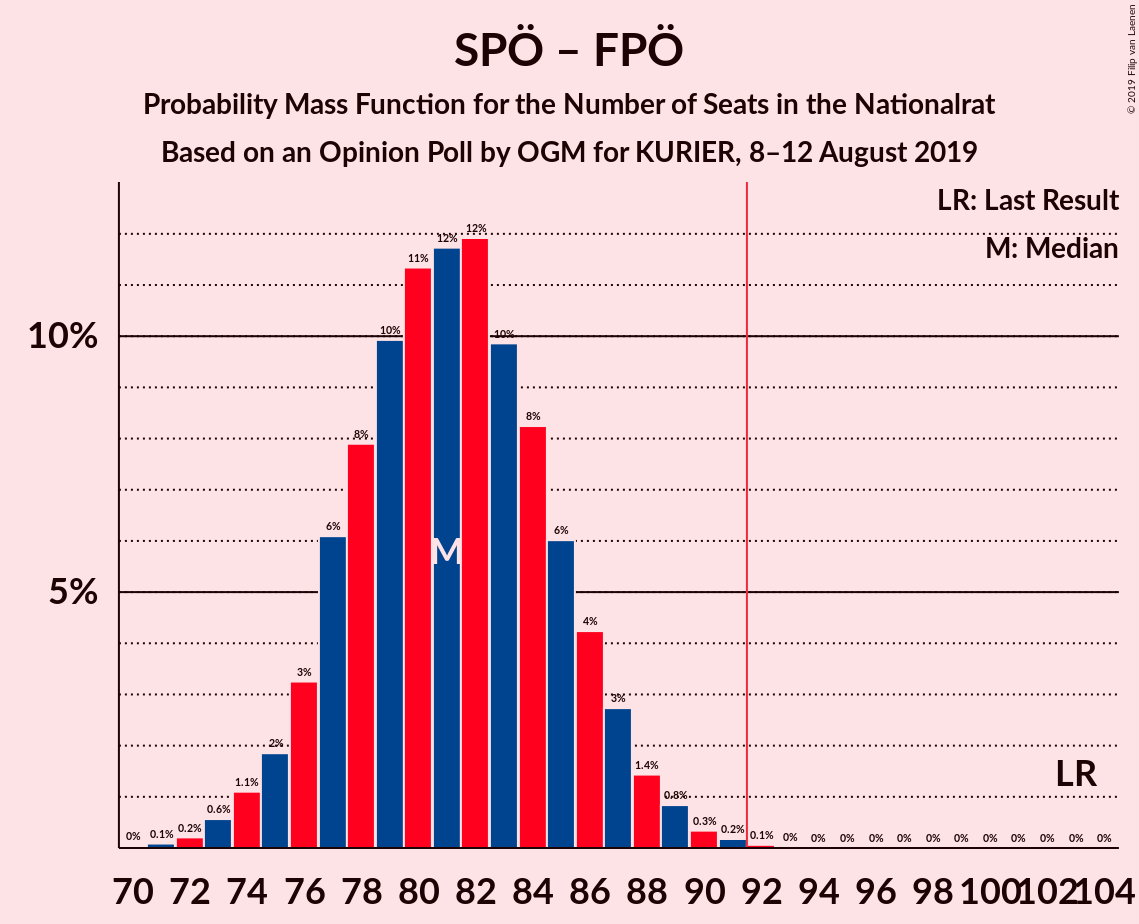 SPÖ – FPÖ
Probability Mass Function for the Number of Seats in the Nationalrat
Based on an Opinion Poll by OGM for KURIER, 8–12 August 2019
© 2019 Filip van Laenen
LR: Last Result
M: Median
10%
5%
0% 0.1% 0.2% 0.6% 1.1% 2% 3% 6% 8% 10% 11% 12% 12% 10% 8% 6% 4% 3% 1.4% 0.8% 0.3% 0.2% 0.1% 0% 0% 0% 0% 0% 0% 0% 0% 0% 0% 0% 0%
M
LR
70 72 74 76 78 80 82 84 86 88 90 92 94 96 98 100 102 104